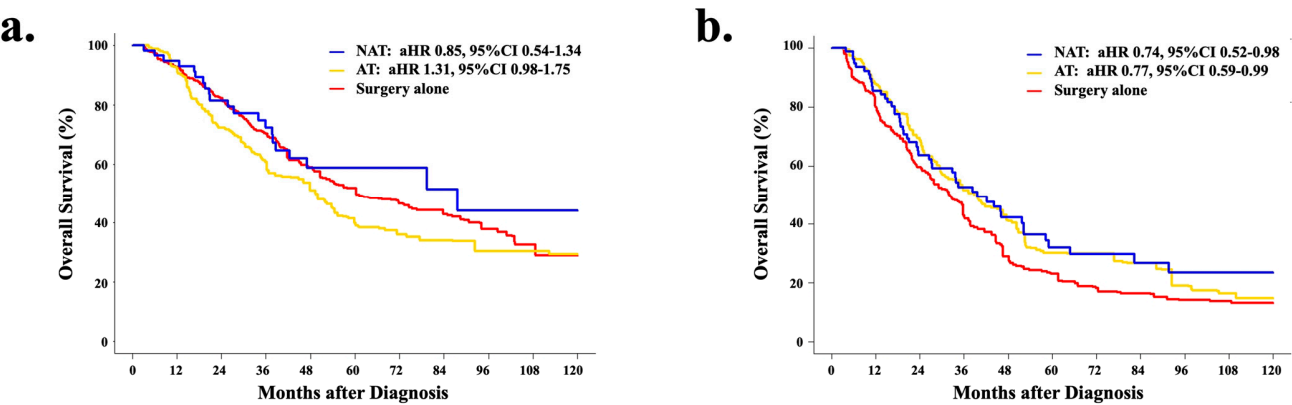 a.
NAT: aHR 0.85, 95%CI 0.54-1.34
AT: aHR 1.31, 95%CI 0.98-1.75
Surgery alone
Overall Survival (%)
100
80
60
40
20
0
0 12 24 36 48 60 72 84 96 108 120
Months after Diagnosis
b.
NAT: aHR 0.74, 95%CI 0.52-0.98
AT: aHR 0.77, 95%CI 0.59-0.99
Surgery alone
Overall Survival (%)
100
80
60
40
20
0
0 12 24 36 48 60 72 84 96 108 120
Months after Diagnosis